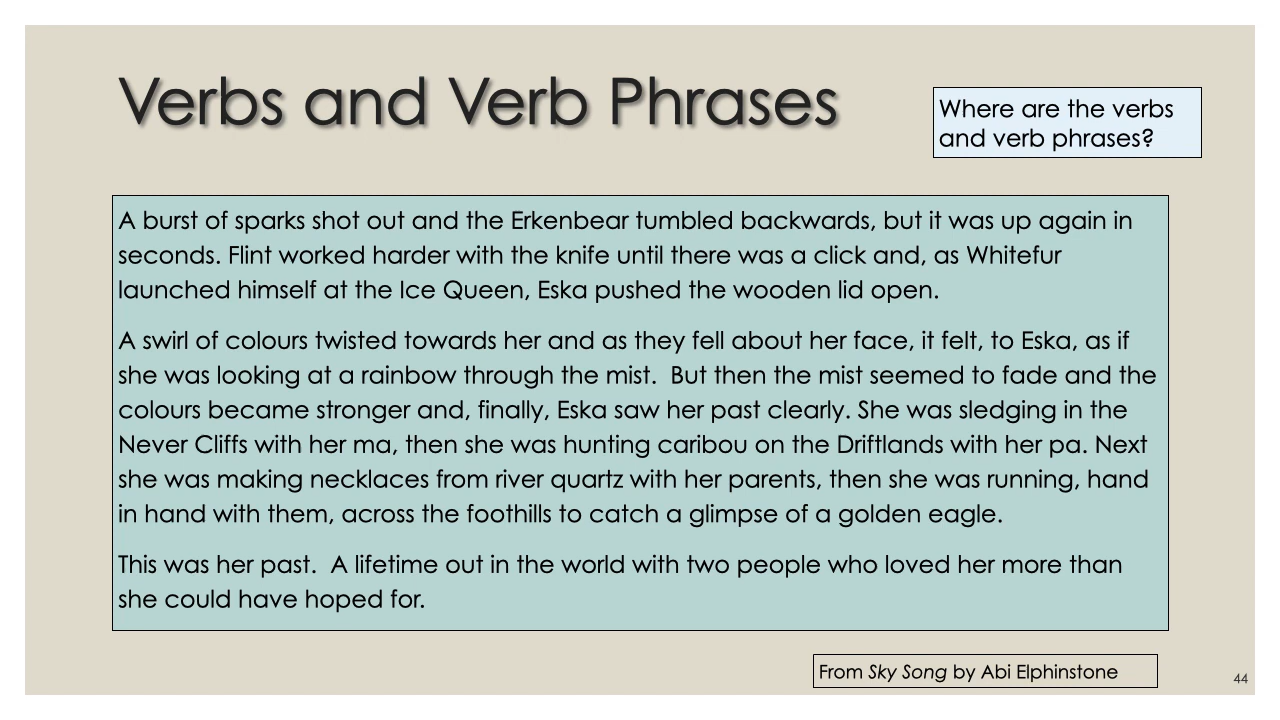 Verbs and Verb Phrases
Where are the verbs
and verb phrases?
A burst of sparks shot out and the Erkenbear tumbled backwards, but it was up again in
seconds. Flint worked harder with the knife until there was a click and, as Whitefur
launched himself at the Ice Queen, Eska pushed the wooden lid open.
A swirl of colours twisted towards her and as they fell about her face, it felt, to Eska, as if
she was looking at a rainbow through the mist.  But then the mist seemed to fade and the
colours became stronger and, finally, Eska saw her past clearly. She was sledging in the
Never Cliffs with her ma, then she was hunting caribou on the Driftlands with her pa. Next
she was making necklaces from river quartz with her parents, then she was running, hand
in hand with them, across the foothills to catch a glimpse of a golden eagle.
This was her past.  A lifetime out in the world with two people who loved her more than
she could have hoped for.
From Sky Song by Abi Elphinstone
44